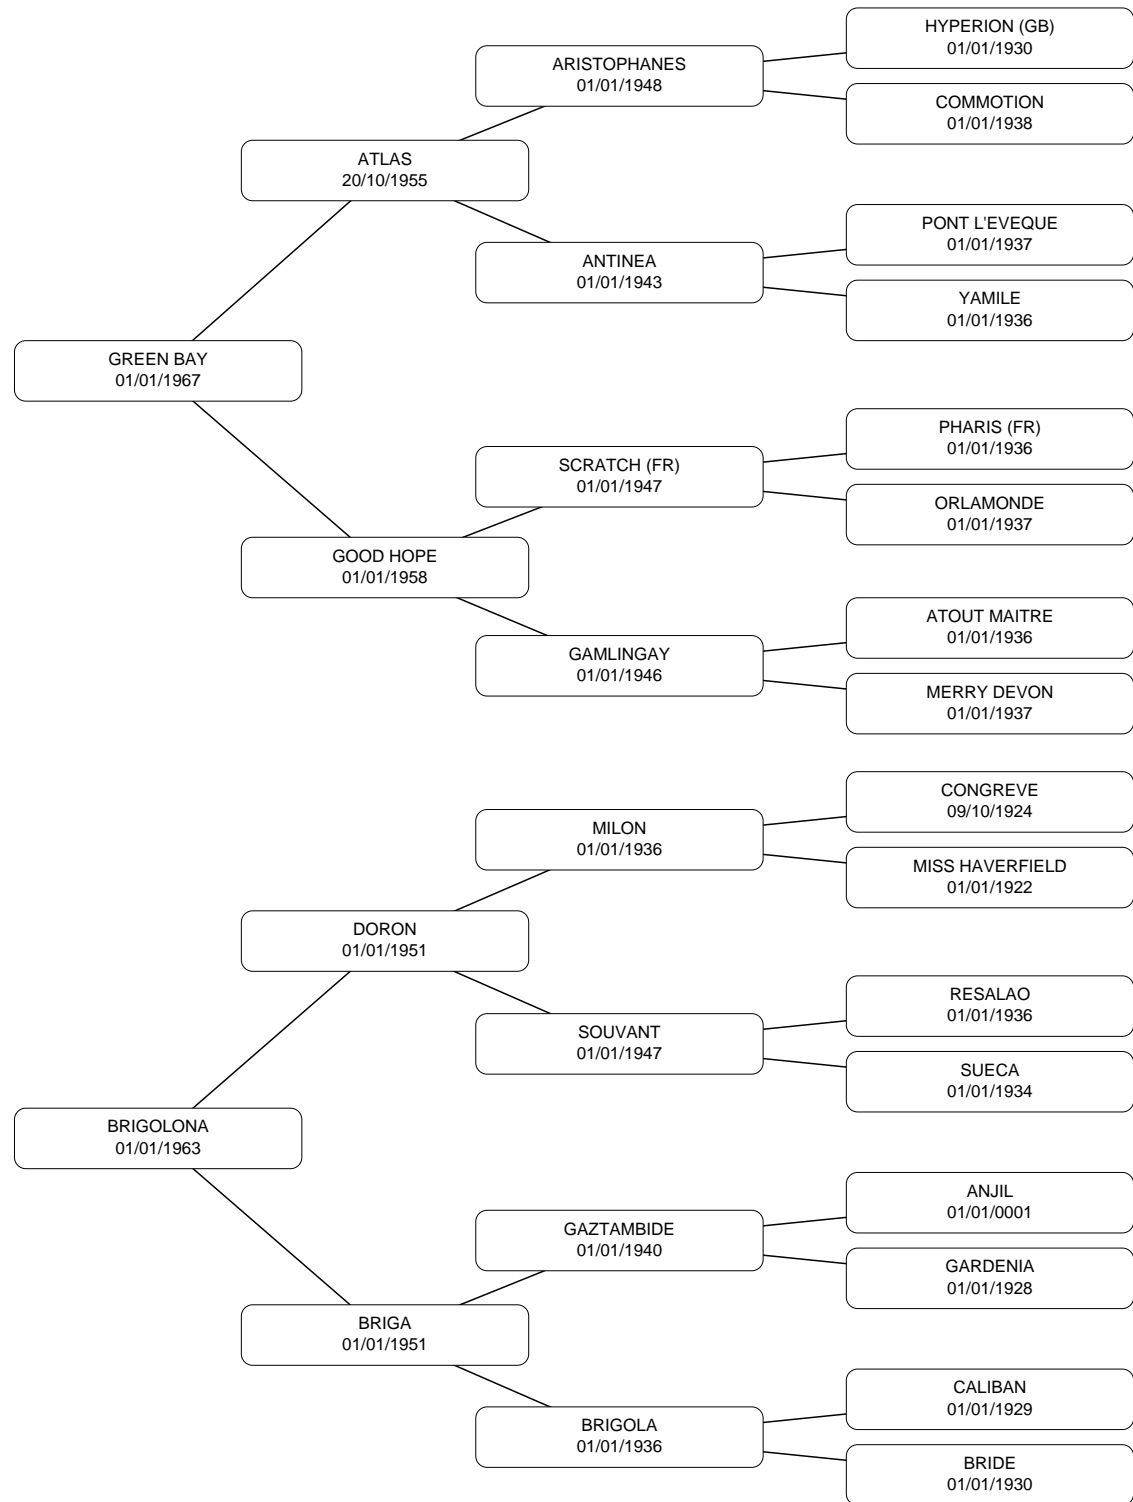 HYPERION (GB)
01/01/1930
ARISTOPHANES
01/01/1948
COMMOTION
01/01/1938
ATLAS
20/10/1955
PONT L'EVEQUE
01/01/1937
ANTINEA
01/01/1943
YAMILE
01/01/1936
GREEN BAY
01/01/1967
PHARIS (FR)
01/01/1936
SCRATCH (FR)
01/01/1947
ORLAMONDE
01/01/1937
GOOD HOPE
01/01/1958
ATOUT MAITRE
01/01/1936
GAMLINGAY
01/01/1946
MERRY DEVON
01/01/1937
CONGREVE
09/10/1924
MILON
01/01/1936
MISS HAVERFIELD
01/01/1922
DORON
01/01/1951
RESALAO
01/01/1936
SOUVANT
01/01/1947
SUECA
01/01/1934
BRIGOLONA
01/01/1963
ANJIL
01/01/0001
GAZTAMBIDE
01/01/1940
GARDENIA
01/01/1928
BRIGA
01/01/1951
CALIBAN
01/01/1929
BRIGOLA
01/01/1936
BRIDE
01/01/1930